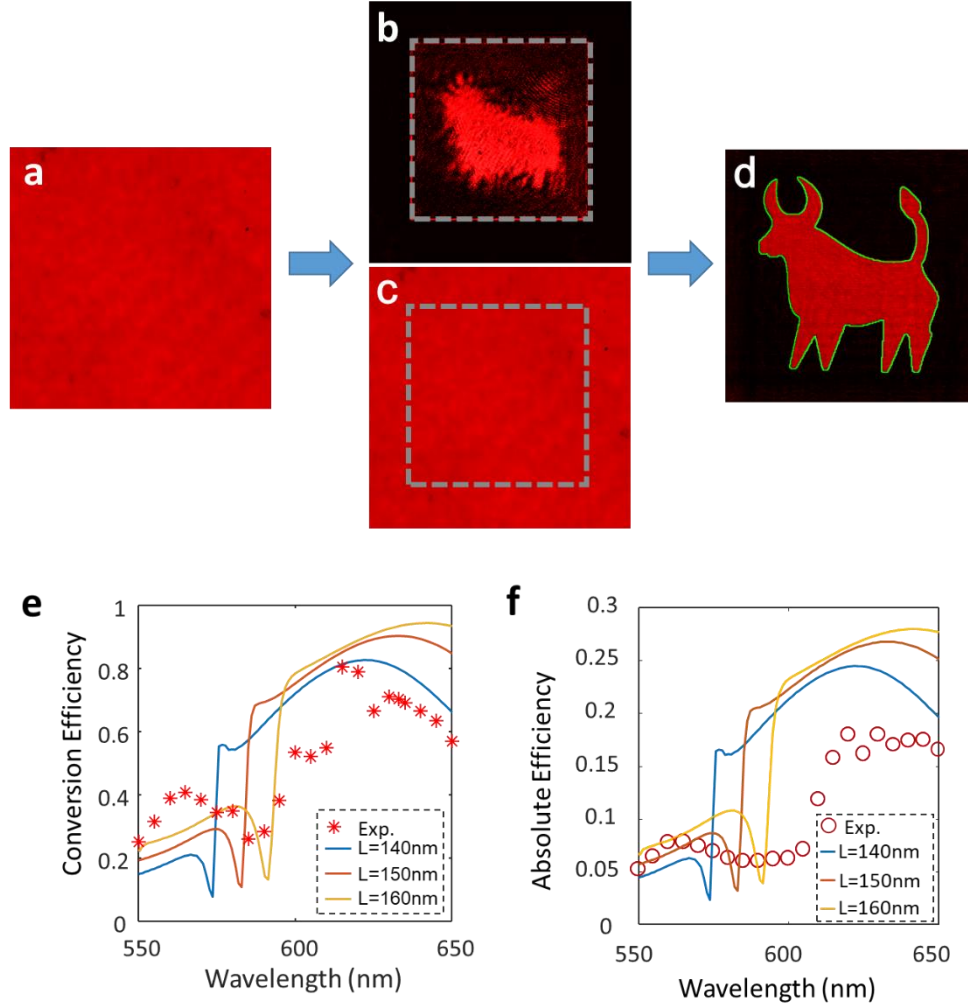 a
b
c
d
e
Conversion Efficiency
1
0.8
0.6
0.4
0.2
0
550
600
650
Wavelength (nm)
Exp.
L=140nm
L=150nm
L=160nm
f
Absolute Efficiency
0.3
0.25
0.2
0.15
0.1
0.05
0
550
600
650
Wavelength (nm)
Exp.
L=140nm
L=150nm
L=160nm